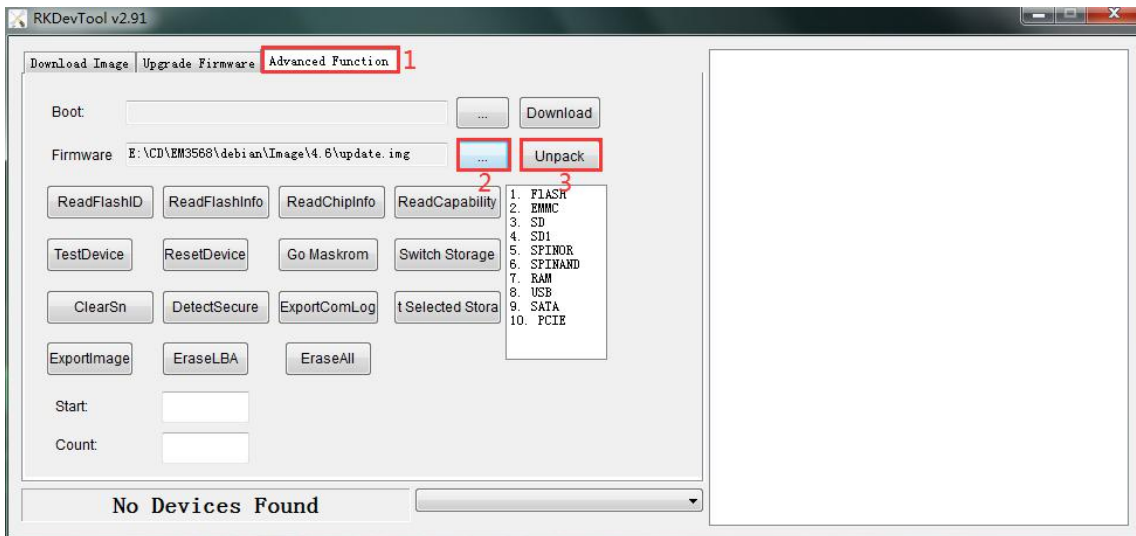 RKDevTool v2.91
Download Image Upgrade Firmware Advanced Function 1
Boot: ... Download
Firmware E:\CD\EM3568\debian\Image\4.6\update.img ... Unpack
2 3
ReadFlashID ReadFlashInfo ReadChipInfo ReadCapability
TestDevice ResetDevice Go Maskrom Switch Storage
ClearSn DetectSecure ExportComLog t Selected Stora
ExportImage EraseLBA EraseAll
1. FLASH
2. EMMC
3. SD
4. SD1
5. SPINOR
6. SPINAND
7. RAM
8. USB
9. SATA
10. PCIE
Start:
Count:
No Devices Found